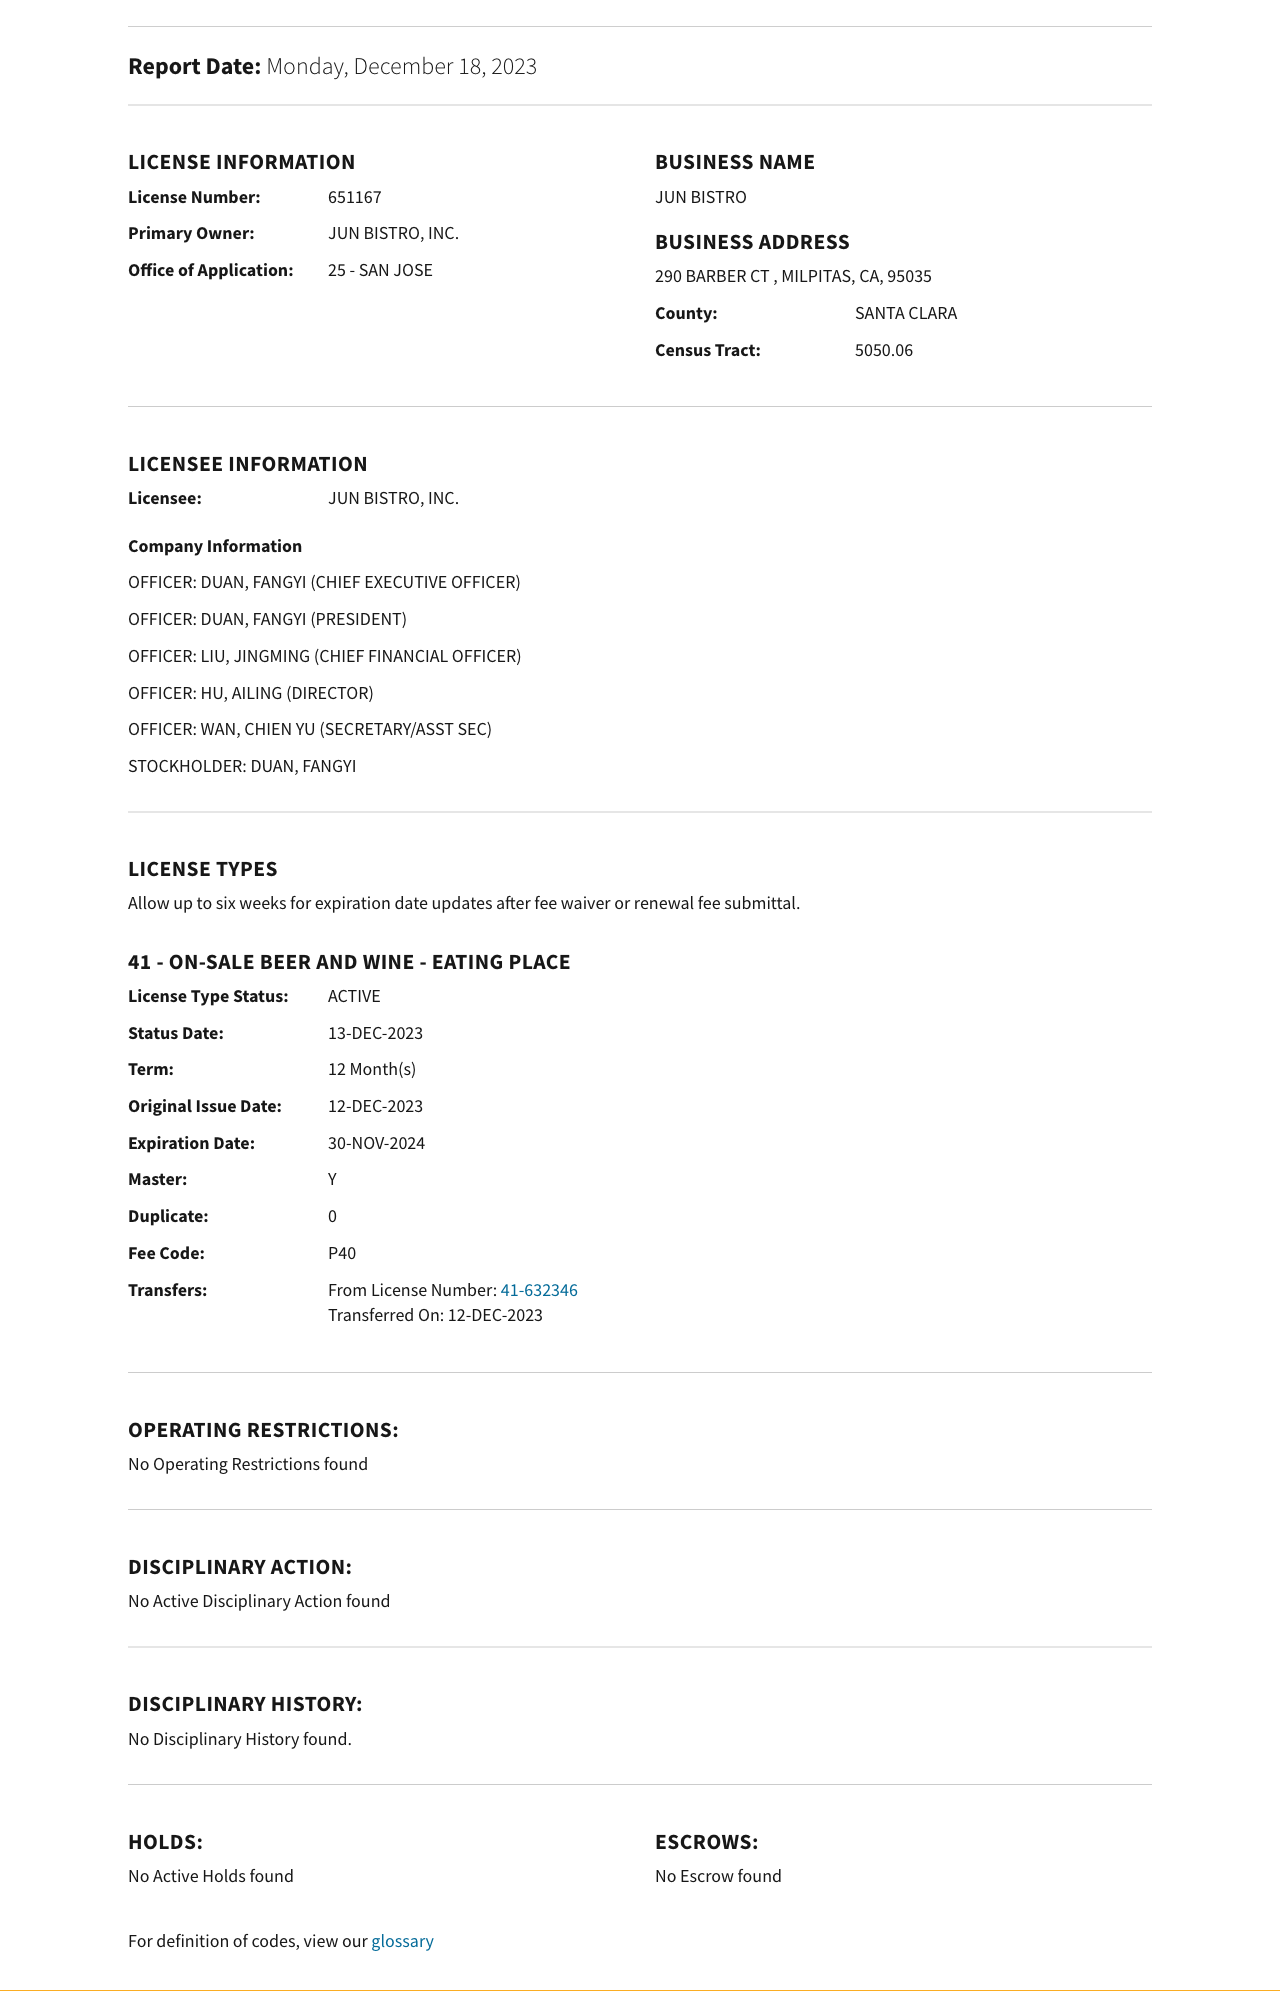 Report Date: Monday, December 18, 2023
LICENSE INFORMATION
License Number: 651167
Primary Owner: JUN BISTRO, INC.
Office of Application: 25 - SAN JOSE
BUSINESS NAME
JUN BISTRO
BUSINESS ADDRESS
290 BARBER CT , MILPITAS, CA, 95035
County: SANTA CLARA
Census Tract: 5050.06
LICENSEE INFORMATION
Licensee: JUN BISTRO, INC.
Company Information
OFFICER: DUAN, FANGYI (CHIEF EXECUTIVE OFFICER)
OFFICER: DUAN, FANGYI (PRESIDENT)
OFFICER: LIU, JINGMING (CHIEF FINANCIAL OFFICER)
OFFICER: HU, AILING (DIRECTOR)
OFFICER: WAN, CHIEN YU (SECRETARY/ASST SEC)
STOCKHOLDER: DUAN, FANGYI
LICENSE TYPES
Allow up to six weeks for expiration date updates after fee waiver or renewal fee submittal.
41 - ON-SALE BEER AND WINE - EATING PLACE
License Type Status: ACTIVE
Status Date: 13-DEC-2023
Term: 12 Month(s)
Original Issue Date: 12-DEC-2023
Expiration Date: 30-NOV-2024
Master: Y
Duplicate: 0
Fee Code: P40
Transfers: From License Number: 41-632346
Transferred On: 12-DEC-2023
OPERATING RESTRICTIONS:
No Operating Restrictions found
DISCIPLINARY ACTION:
No Active Disciplinary Action found
DISCIPLINARY HISTORY:
No Disciplinary History found.
HOLDS:
No Active Holds found
ESCROWS:
No Escrow found
For definition of codes, view our glossary